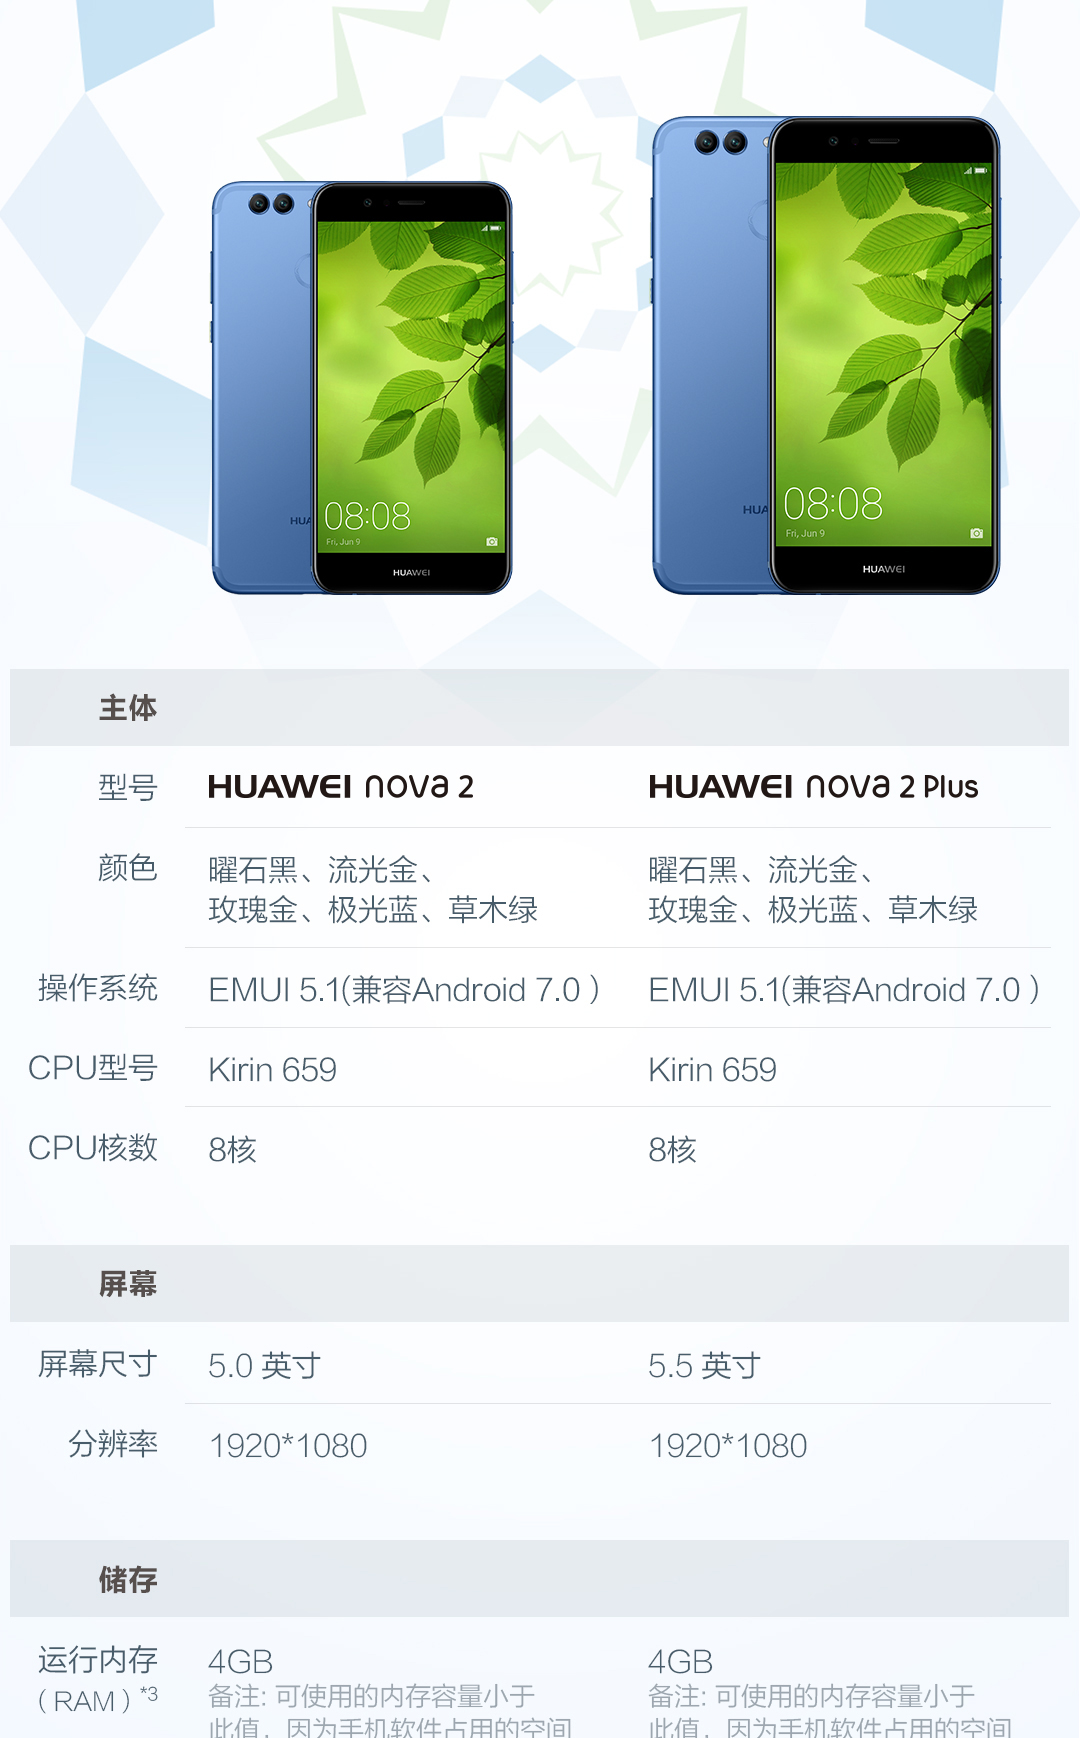 08:08
Fri, Jun 9
HUA
HUAWEI
08:08
Fri, Jun 9
HUA
HUAWEI
主体
型号 HUAWEI nova 2 HUAWEI nova 2 Plus
颜色 曜石黑、流光金、 曜石黑、流光金、
玫瑰金、极光蓝、草木绿 玫瑰金、极光蓝、草木绿
操作系统 EMUI 5.1(兼容Android 7.0 ) EMUI 5.1(兼容Android 7.0 )
CPU型号 Kirin 659 Kirin 659
CPU核数 8核 8核
屏幕
屏幕尺寸 5.0 英寸 5.5 英寸
分辨率 1920*1080 1920*1080
储存
运行内存 4GB 4GB
（RAM）*3 备注: 可使用的内存容量小于 备注: 可使用的内存容量小于
此值，因为手机软件占用的空间 此值，因为手机软件占用的空间